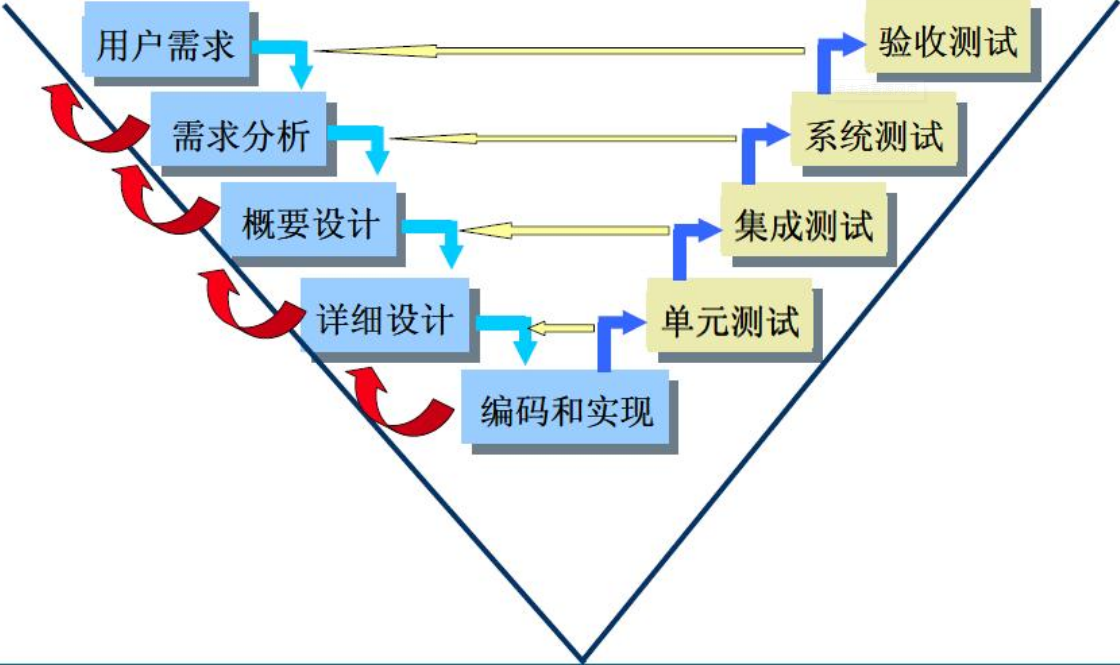 用户需求
验收测试
需求分析
系统测试
概要设计
集成测试
详细设计
单元测试
编码和实现